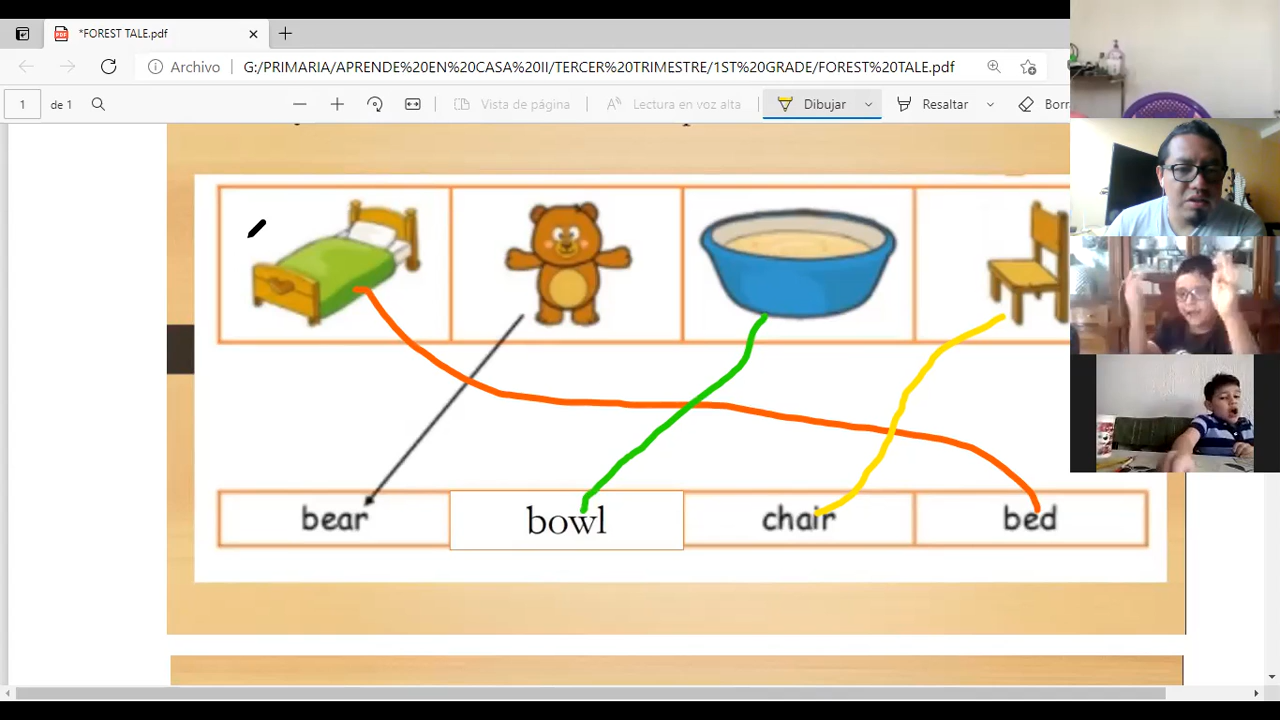 *FOREST TALE.pdf
Archivo G:/PRIMARIA/APRENDE%20EN%20CASA%20II/TERCER%20TRIMESTRE/1ST%20GRADE/FOREST%20TALE.pdf
1 de 1 Vista de página Lectura en voz alta Dibujar Resaltar Borr
bear bowl chair bed